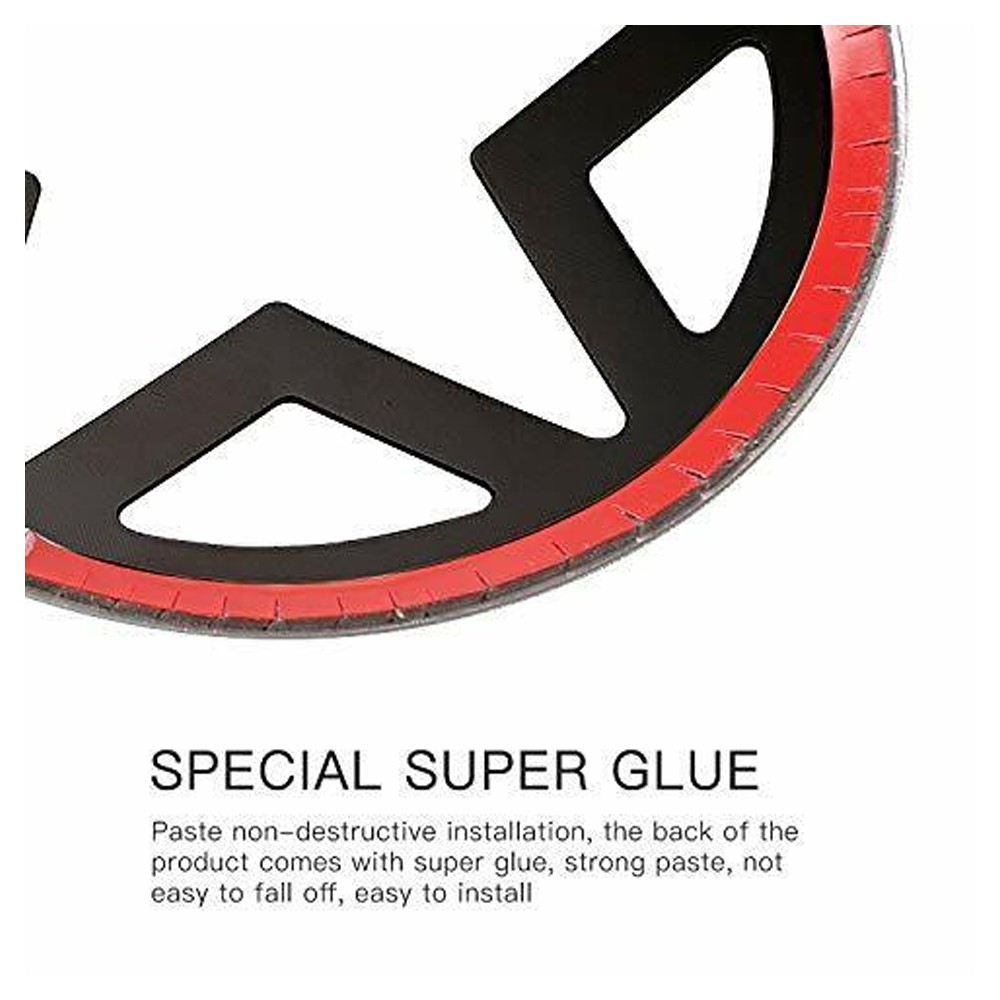 SPECIAL SUPER GLUE
Paste non-destructive installation, the back of the
product comes with super glue, strong paste, not
easy to fall off, easy to install